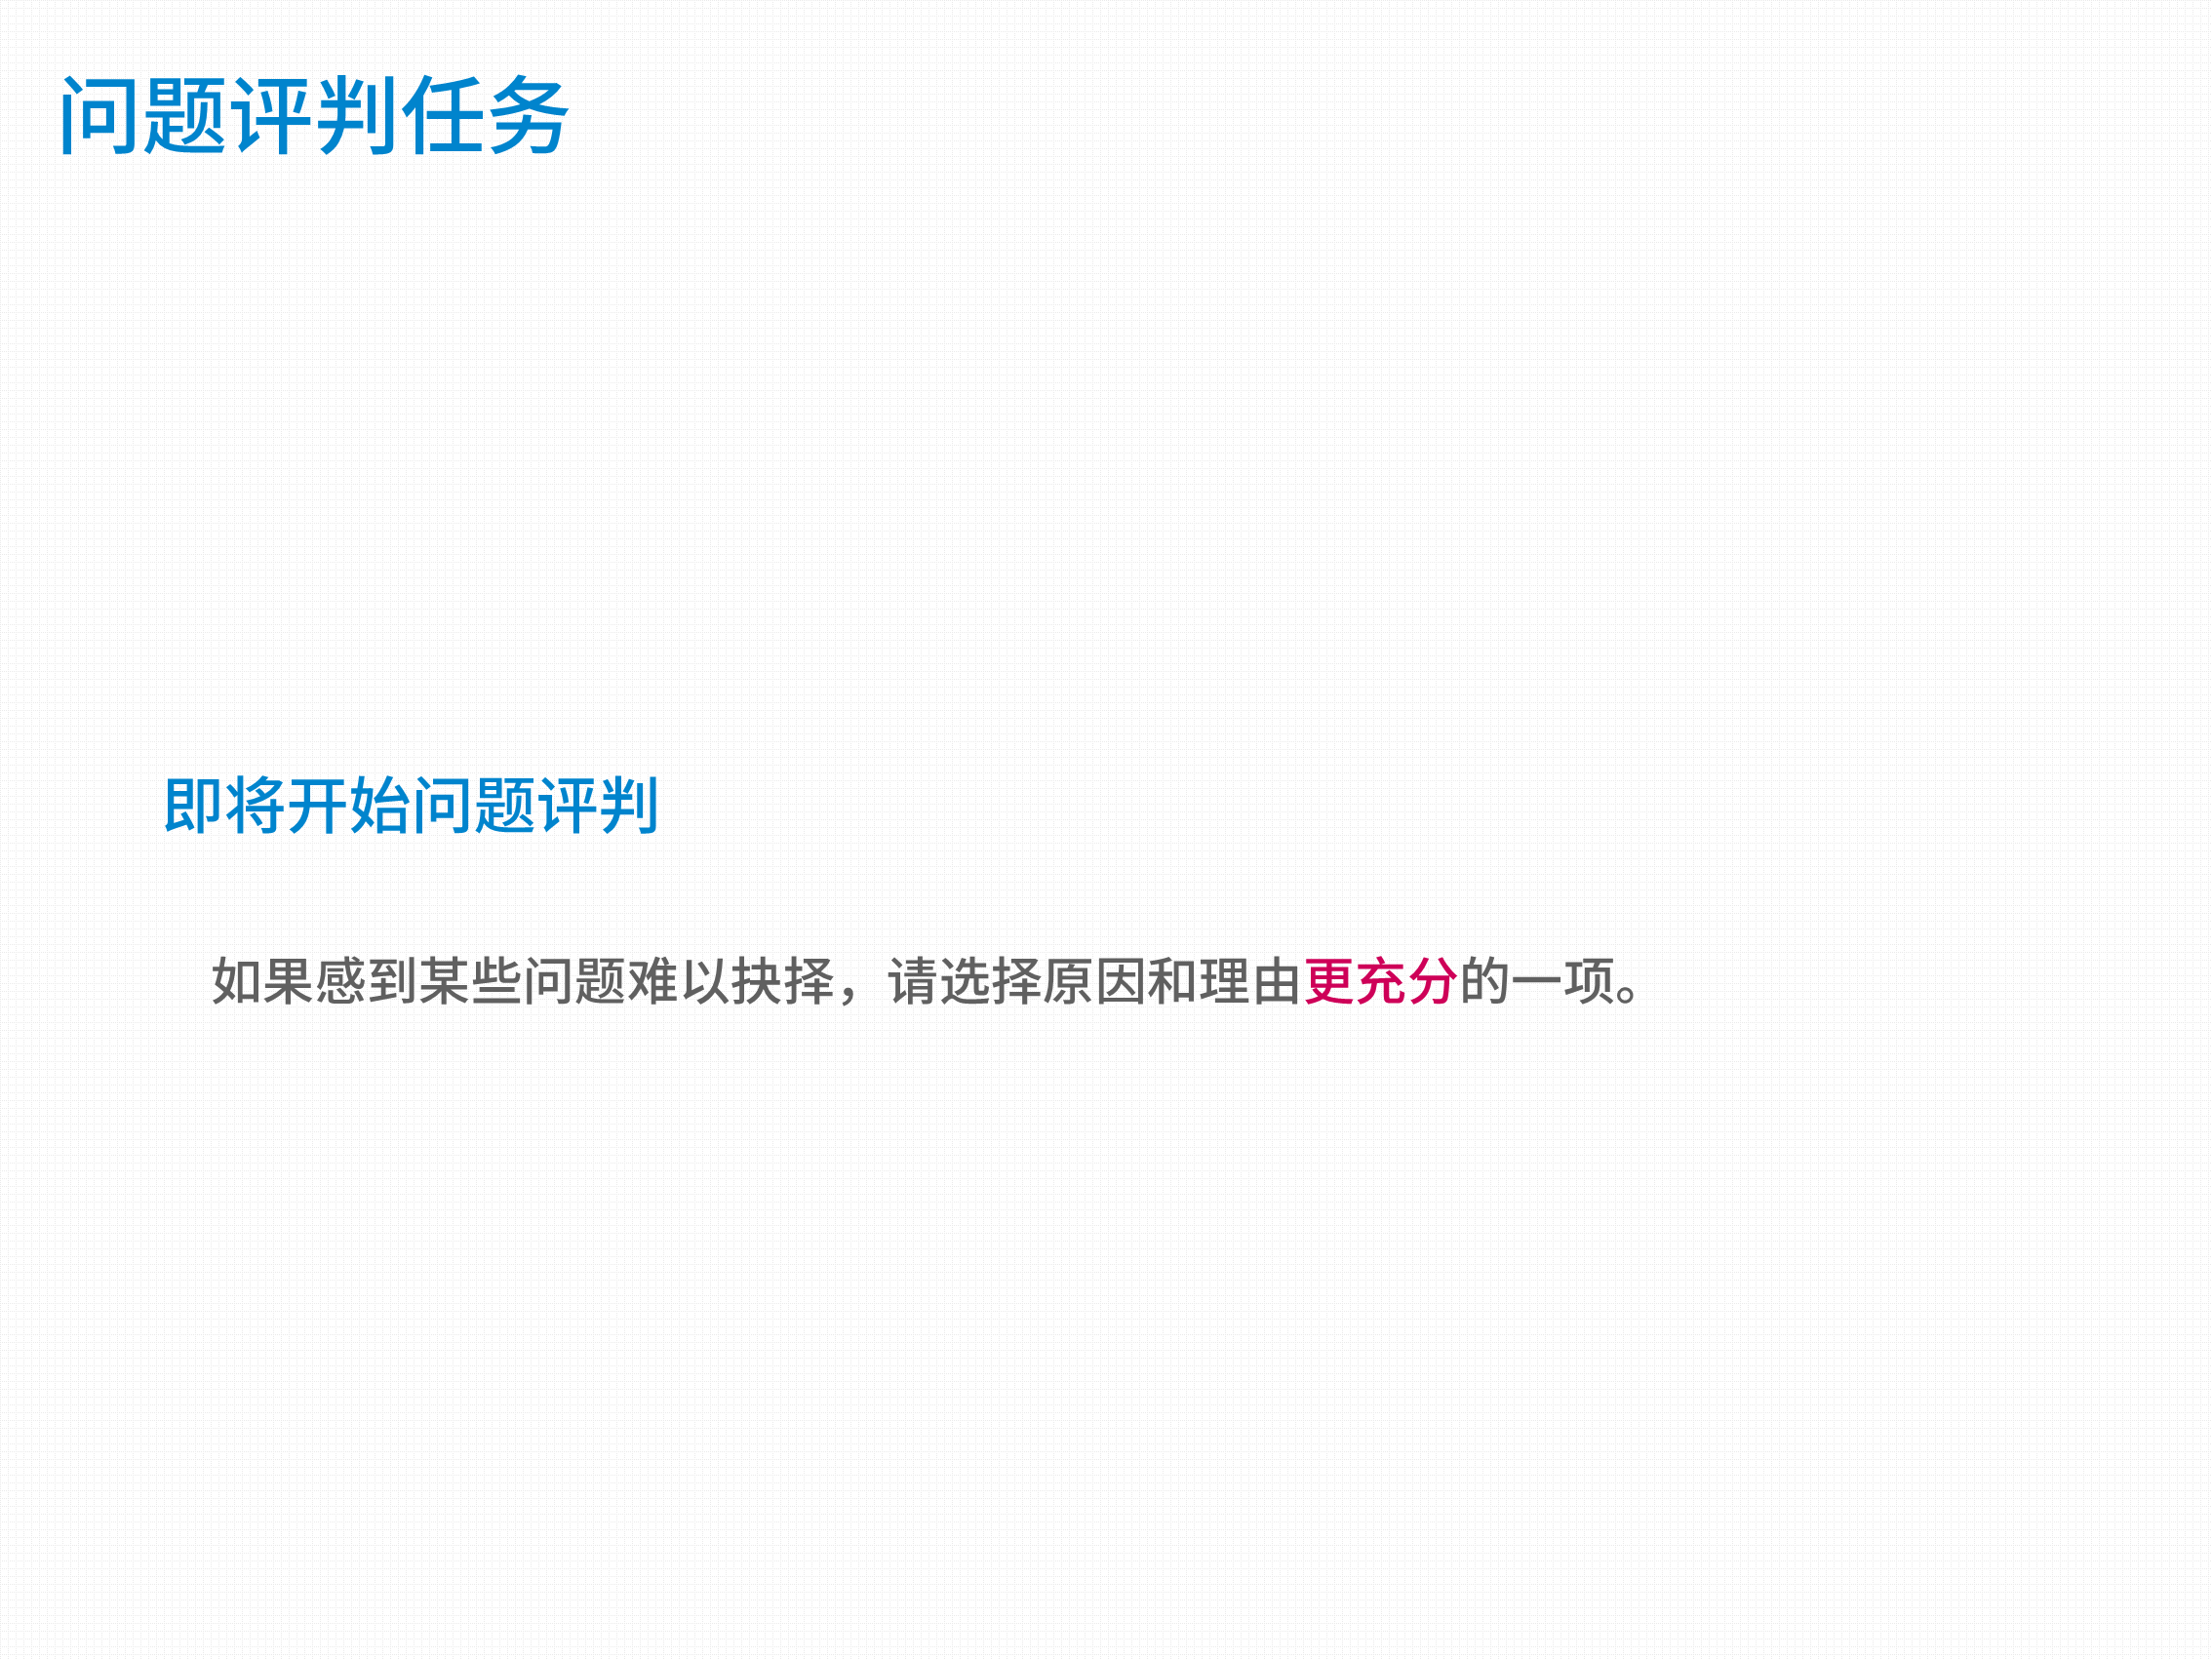 问题评判任务
即将开始问题评判
如果感到某些问题难以抉择，请选择原因和理由更充分的一项。